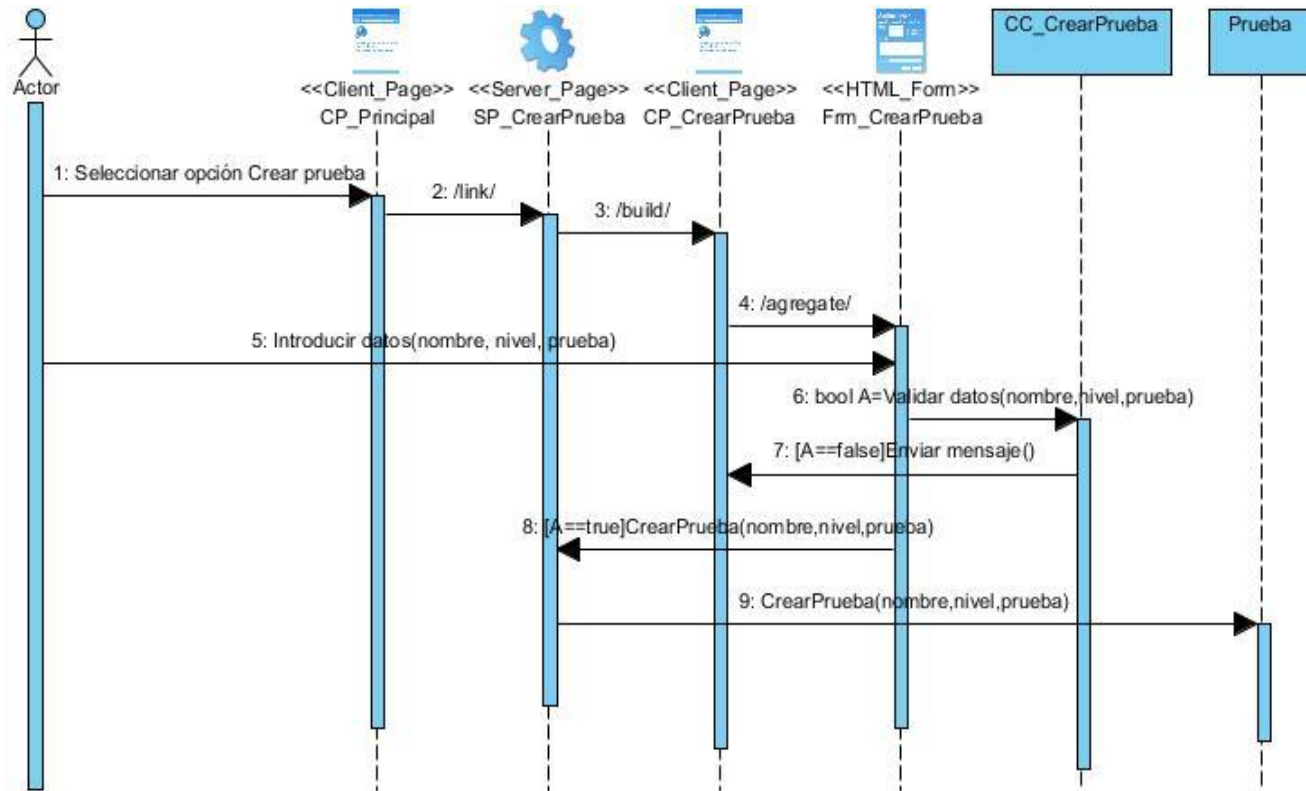 CC_CrearPrueba
Prueba
Actor
<<Client_Page>>
CP_Principal
<<Server_Page>>
SP_CrearPrueba
<<Client_Page>>
CP_CrearPrueba
<<HTML_Form>>
Frm_CrearPrueba
1: Seleccionar opción Crear prueba
2: /link/
3: /build/
4: /agregate/
5: Introducir datos(nombre, nivel, prueba)
6: bool A=Validar datos(nombre,nivel,prueba)
7: [A==false]Enviar mensaje()
8: [A==true]CrearPrueba(nombre,nivel,prueba)
9: CrearPrueba(nombre,nivel,prueba)